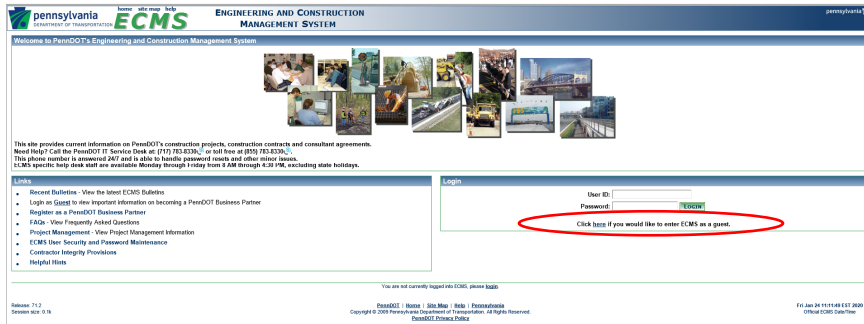 home site map help
pennsylvania
DEPARTMENT OF TRANSPORTATION
ECMS
ENGINEERING AND CONSTRUCTION
MANAGEMENT SYSTEM
pennsylvania
Welcome to PennDOT's Engineering and Construction Management System
This site provides current information on PennDOT's construction projects, construction contracts and consultant agreements.
Need Help? Call the PennDOT IT Service Desk at: (717) 783-8330 or toll free at (855) 783-8330.
This phone number is answered 24/7 and is able to handle password resets and other minor issues.
ECMS specific help desk staff are available Monday through Friday from 8 AM through 4:30 PM, excluding state holidays.
Links
Recent Bulletins - View the latest ECMS Bulletins
Login as Guest to view important information on becoming a PennDOT Business Partner
Register as a PennDOT Business Partner
FAQs - View Frequently Asked Questions
Project Management - View Project Management Information
ECMS User Security and Password Maintenance
Contractor Integrity Provisions
Helpful Hints
Login
User ID:
Password: LOGIN
Click here if you would like to enter ECMS as a guest.
You are not currently logged into ECMS, please login.
Release: 71.2
Session size: 0.1k
PennDOT | Home | Site Map | Help | Pennsylvania
Copyright © 2009 Pennsylvania Department of Transportation. All Rights Reserved.
PennDOT Privacy Policy
Fri Jan 24 11:11:49 EST 2020
Official ECMS Date/Time